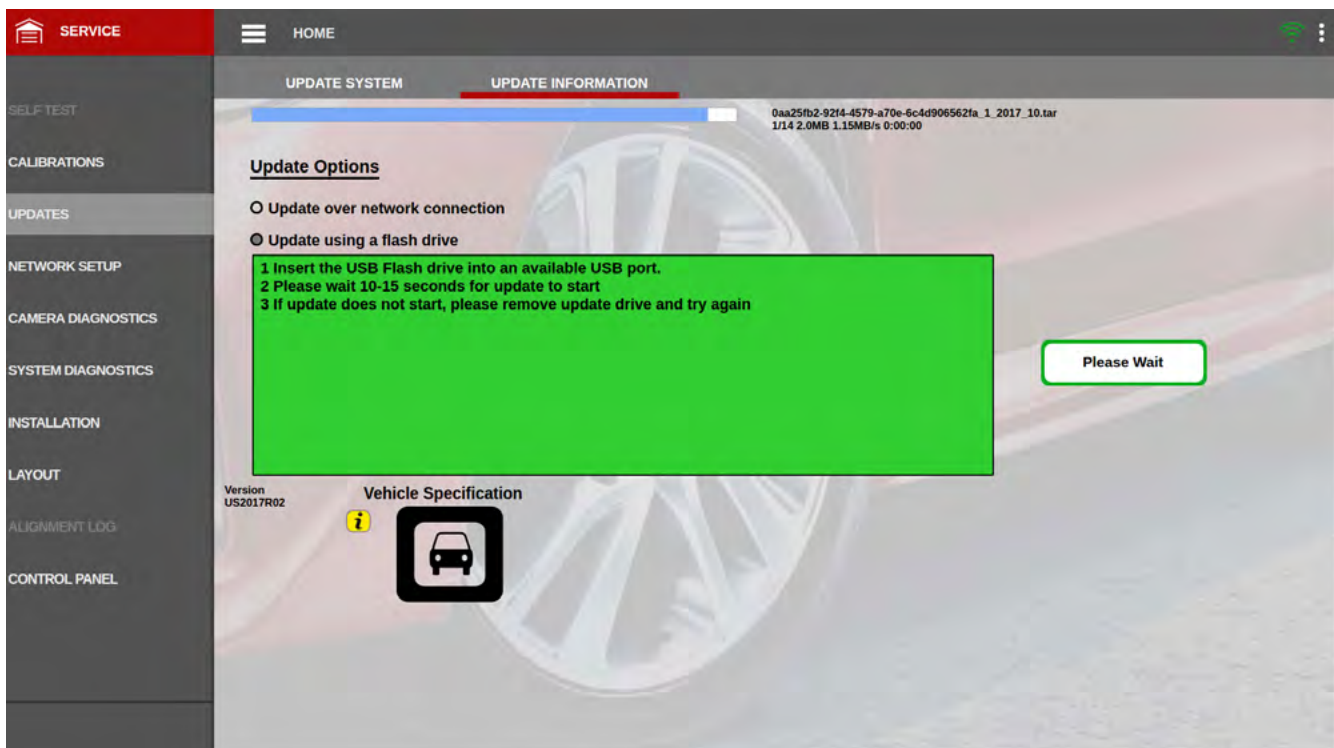 SERVICE
HOME
UPDATE SYSTEM
UPDATE INFORMATION
SELF TEST
CALIBRATIONS
UPDATES
NETWORK SETUP
CAMERA DIAGNOSTICS
SYSTEM DIAGNOSTICS
INSTALLATION
LAYOUT
ALIGNMENT LOG
CONTROL PANEL
0aa25fb2-92f4-4579-a70e-6c4d906562fa_1_2017_10.tar
1/14 2.0MB 1.15MB/s 0:00:00
Update Options
Update over network connection
Update using a flash drive
1 Insert the USB Flash drive into an available USB port.
2 Please wait 10-15 seconds for update to start
3 If update does not start, please remove update drive and try again
Please Wait
Version
US2017R02
Vehicle Specification
i